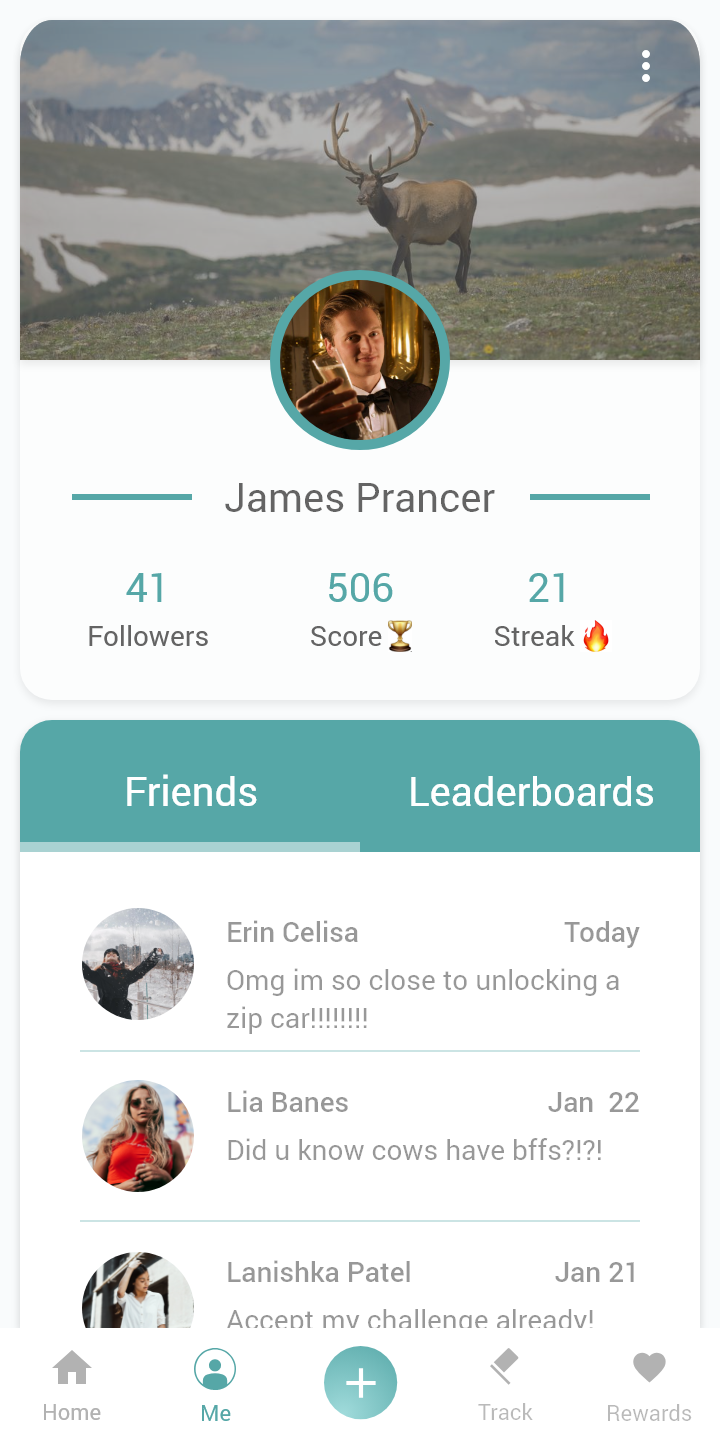 James Prancer
41 506 21
Followers Score🏆 Streak 🔥
Friends Leaderboards
Erin Celisa Today
Omg im so close to unlocking a
zip car!!!!!!!!
Lia Banes Jan 22
Did u know cows have bffs?!?!
Lanishka Patel Jan 21
Accept my challenge already!
Home Me Track Rewards